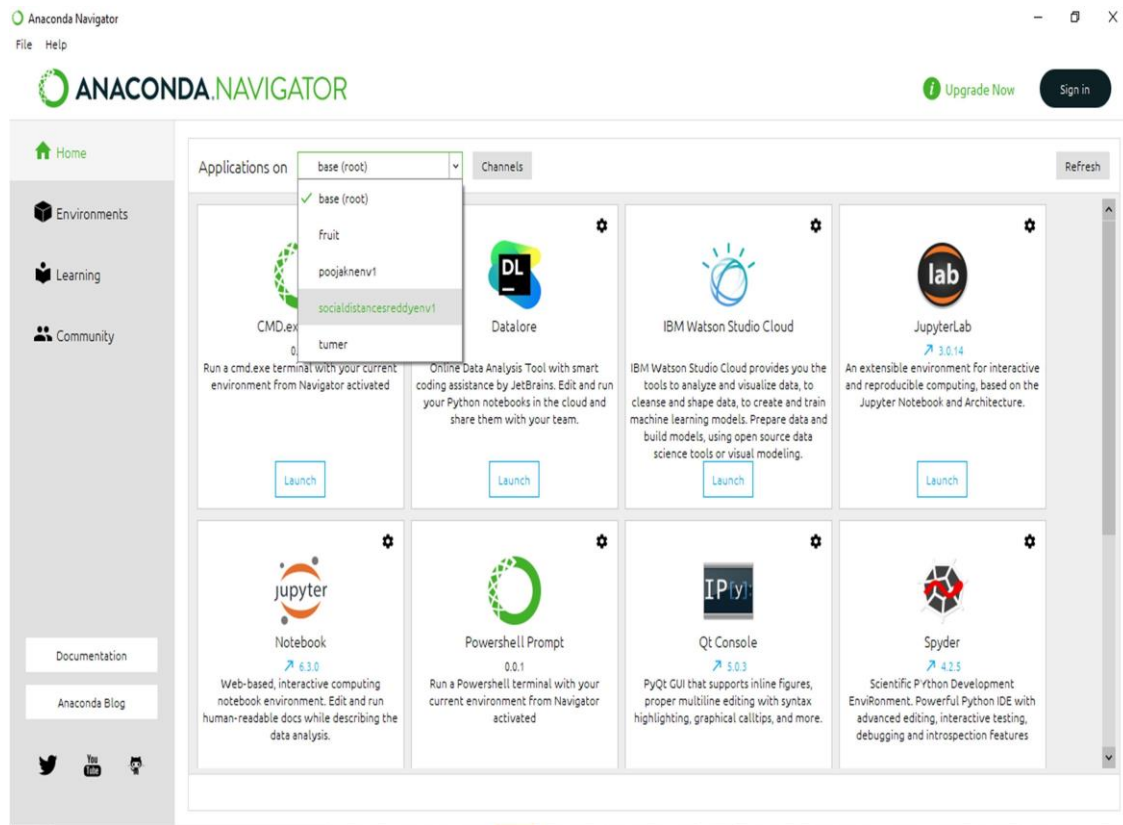 Anaconda Navigator
File Help
ANACONDA.NAVIGATOR
Upgrade Now
Sign in
Home
Environments
Learning
Community
Documentation
Anaconda Blog
You
Tube
Applications on
base (root)
Channels
Refresh
base (root)
fruit
poojaknenv1
socialdistancesreddyenv1
tumer
CMD.ex
0.
Run a cmd.exe terminal with your current
environment from Navigator activated
Launch
DL
Datalore
Online Data Analysis Tool with smart
coding assistance by JetBrains. Edit and run
your Python notebooks in the cloud and
share them with your team.
Launch
IBM Watson Studio Cloud
IBM Watson Studio Cloud provides you the
tools to analyze and visualize data, to
cleanse and shape data, to create and train
machine learning models. Prepare data and
build models, using open source data
science tools or visual modeling.
Launch
lab
JupyterLab
3.0.14
An extensible environment for interactive
and reproducible computing, based on the
Jupyter Notebook and Architecture.
Launch
jupyter
Notebook
6.3.0
Web-based, interactive computing
notebook environment. Edit and run
human-readable docs while describing the
data analysis.
Powershell Prompt
0.0.1
Run a Powershell terminal with your
current environment from Navigator
activated
IP[y]:
Qt Console
5.0.3
PyQt GUI that supports inline figures,
proper multiline editing with syntax
highlighting, graphical calltips, and more.
Spyder
4.2.5
Scientific PYthon Development
EnviRonment. Powerful Python IDE with
advanced editing, interactive testing,
debugging and introspection features